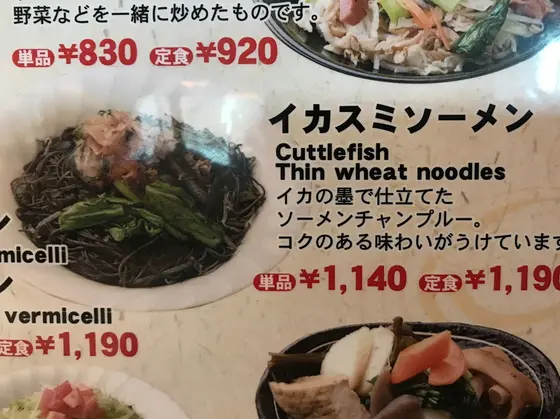 野菜などを一緒に炒めたものです。
単品 ¥830 定食 ¥920
イカスミソーメン
Cuttlefish
Thin wheat noodles
イカの墨で仕立てた
ソーメンチャンプルー。
コクのある味わいがうけています
単品 ¥1,140 定食 ¥1,190
ン
micelli
ン
vermicelli
定食 ¥1,190